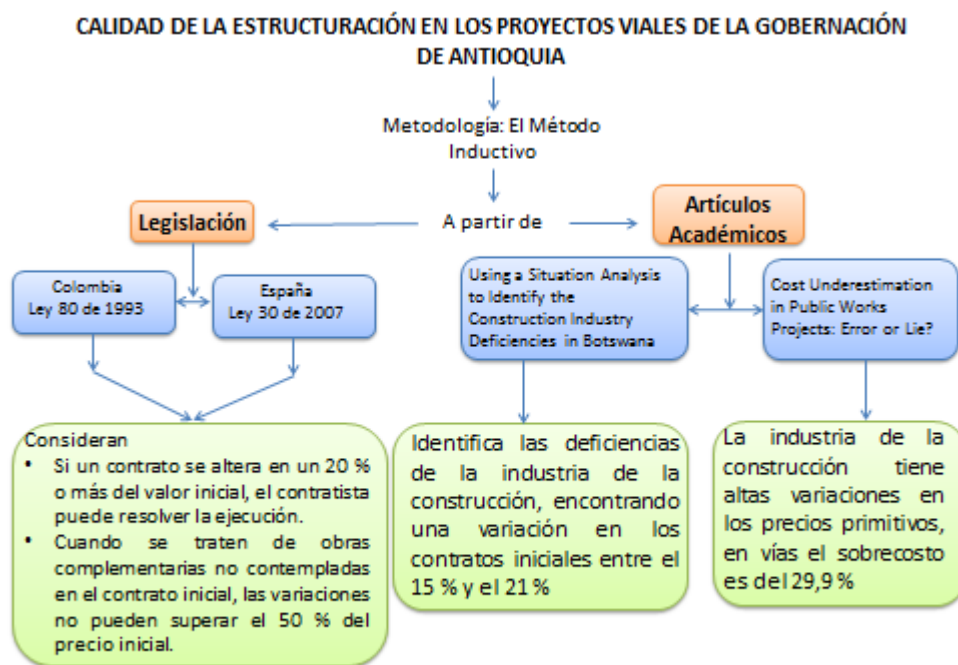 CALIDAD DE LA ESTRUCTURACIÓN EN LOS PROYECTOS VIALES DE LA GOBERNACIÓN
DE ANTIOQUIA
Metodología: El Método
Inductivo
Legislación
A partir de
Artículos
Académicos
Colombia
Ley 80 de 1993
España
Ley 30 de 2007
Using a Situation Analysis
to Identify the
Construction Industry
Deficiencies in Botswana
Cost Underestimation
in Public Works
Projects: Error or Lie?
Consideran
• Si un contrato se altera en un 20 %
o más del valor inicial, el contratista
puede resolver la ejecución.
• Cuando se traten de obras
complementarias no contempladas
en el contrato inicial, las variaciones
no pueden superar el 50 % del
precio inicial.
Identifica las deficiencias
de la industria de la
construcción, encontrando
una variación en los
contratos iniciales entre el
15 % y el 21 %
La industria de la
construcción tiene
altas variaciones en
los precios primitivos,
en vías el sobrecosto
es del 29,9 %